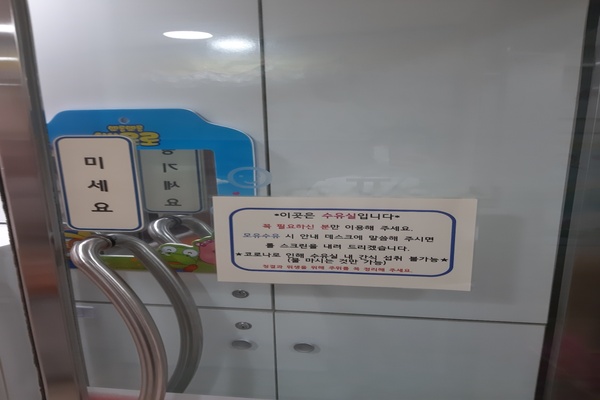 미세요
*이곳은 수유실입니다*
꼭 필요하신 분만 이용해 주세요.
모유수유 시 안내 데스크에 말씀해 주시면
롤 스크린을 내려 드리겠습니다.
★코로나로 인해 수유실 내 간식 섭취 불가능★
(물 마시는 것만 가능)
청결과 위생을 위해 주위를 꼭 정리해 주세요.